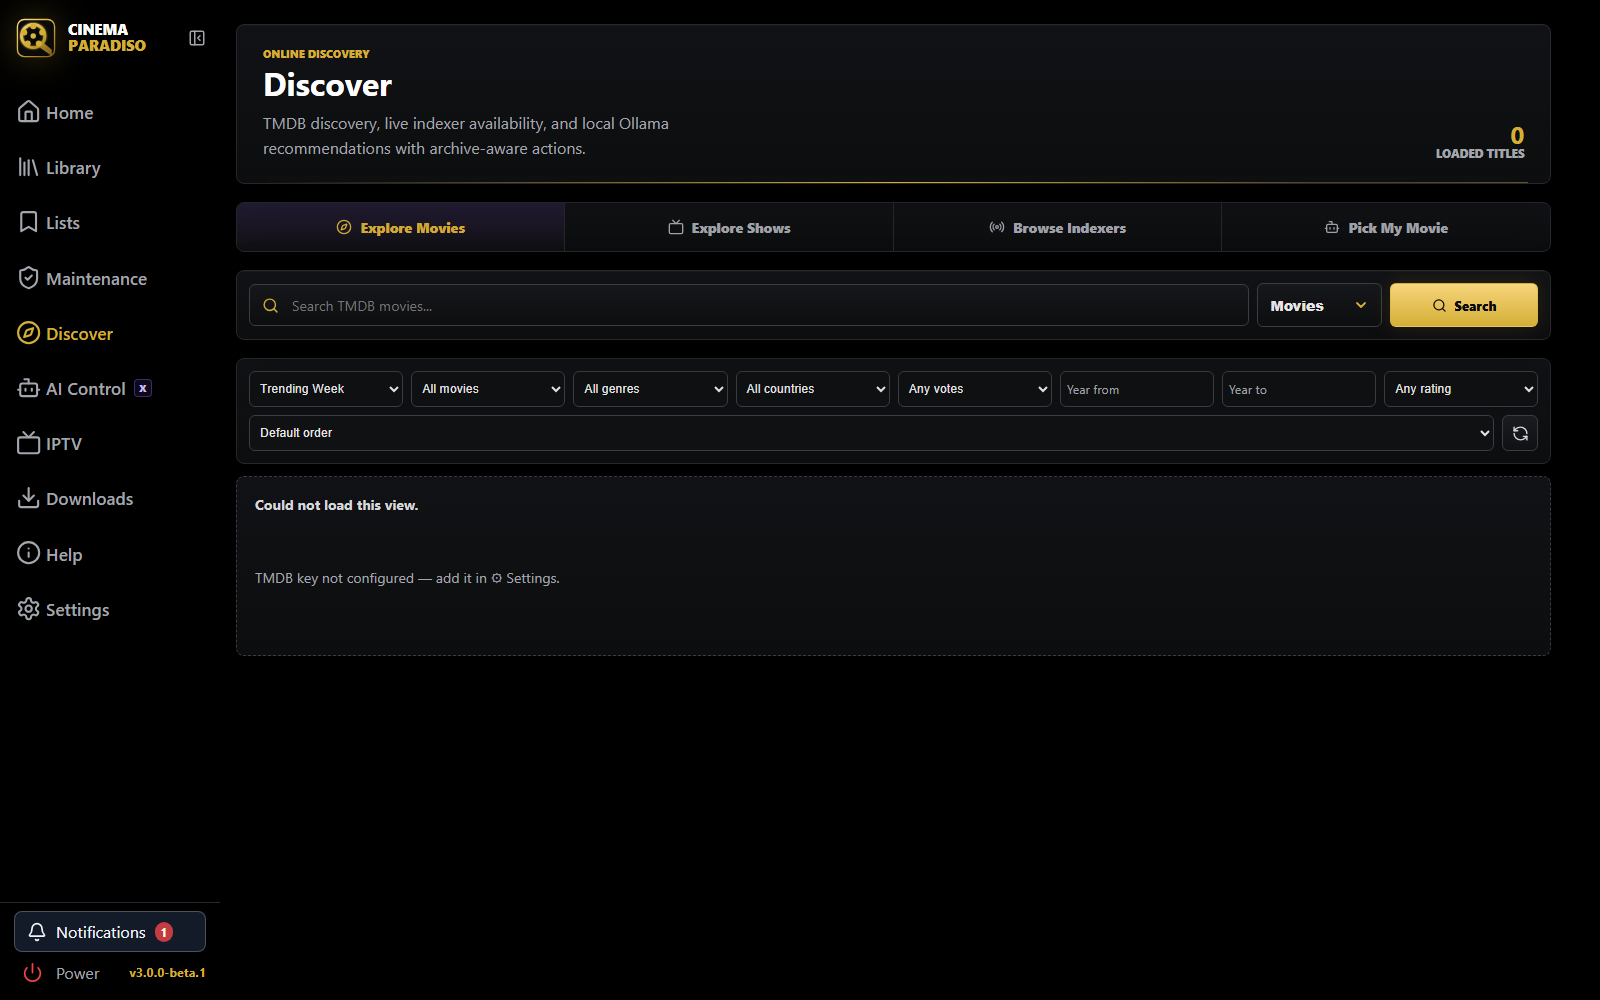 CINEMA
PARADISO
Home
Library
Lists
Maintenance
Discover
AI Control x
IPTV
Downloads
Help
Settings
Notifications 1
Power v3.0.0-beta.1
ONLINE DISCOVERY
Discover
TMDB discovery, live indexer availability, and local Ollama
recommendations with archive-aware actions.
0
LOADED TITLES
Explore Movies
Explore Shows
Browse Indexers
Pick My Movie
Search TMDB movies...
Movies
Search
Trending Week
All movies
All genres
All countries
Any votes
Year from
Year to
Any rating
Default order
Could not load this view.
TMDB key not configured — add it in ⚙ Settings.